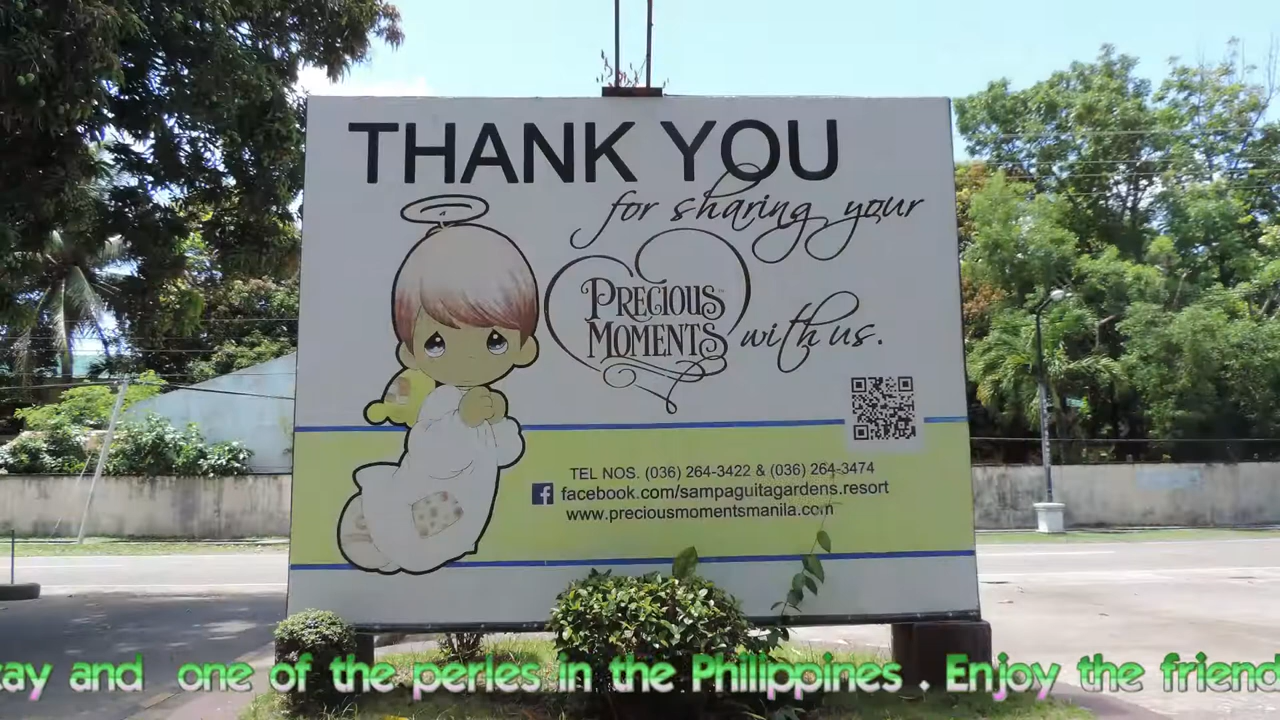 THANK YOU
for sharing your
PRECIOUS
MOMENTS
with us.
TEL NOS. (036) 264-3422 & (036) 264-3474
facebook.com/sampaguitagardens.resort
www.preciousmomentsmanila.com
and one of the perles in the Philippines . Enjoy the